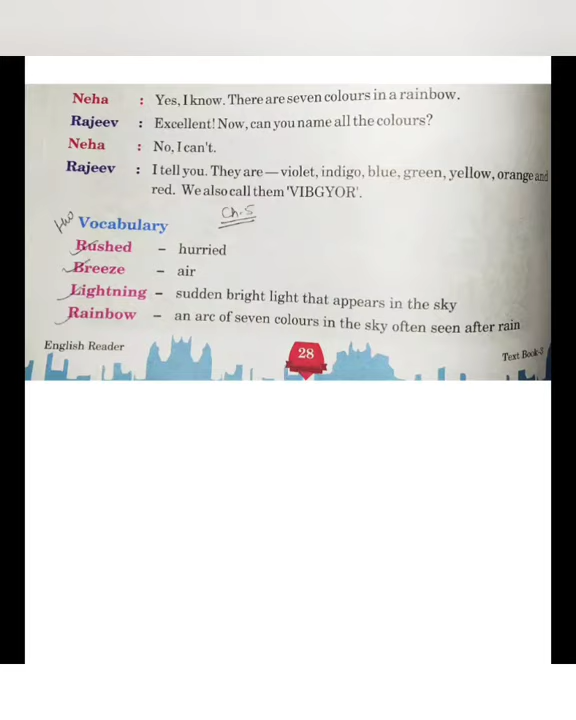 Neha : Yes, I know. There are seven colours in a rainbow.
Rajeev : Excellent! Now, can you name all the colours?
Neha : No, I can't.
Rajeev : I tell you. They are — violet, indigo, blue, green, yellow, orange and
red. We also call them 'VIBGYOR'.
Ch-5
H.W Vocabulary
Rushed – hurried
Breeze – air
Lightning – sudden bright light that appears in the sky
Rainbow – an arc of seven colours in the sky often seen after rain
English Reader 28 Text Book-5